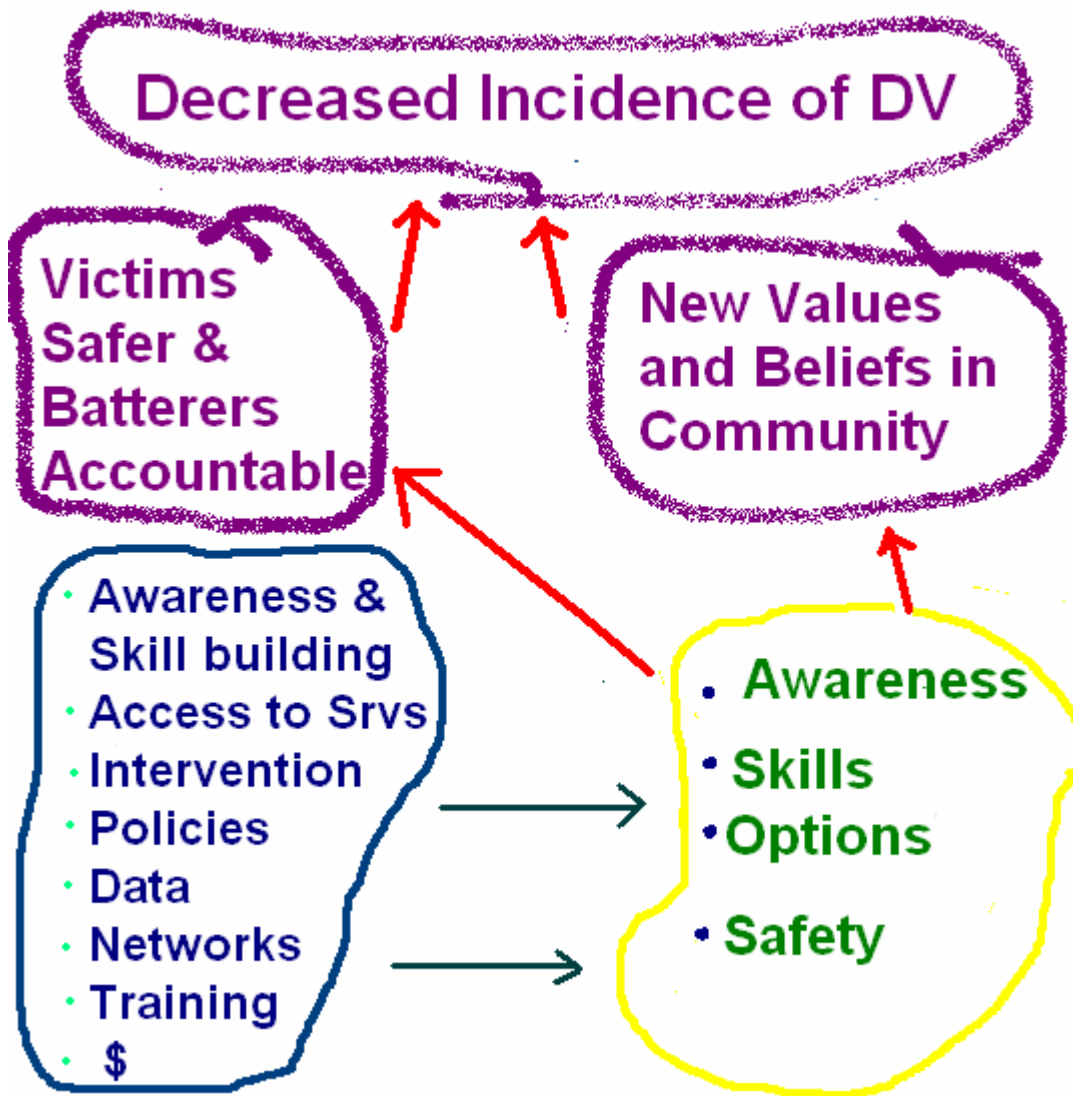 Decreased Incidence of DV
Victims
Safer &
Batterers
Accountable
New Values
and Beliefs in
Community
· Awareness &
Skill building
· Access to Srvs
· Intervention
· Policies
· Data
· Networks
· Training
· $
• Awareness
• Skills
• Options
• Safety